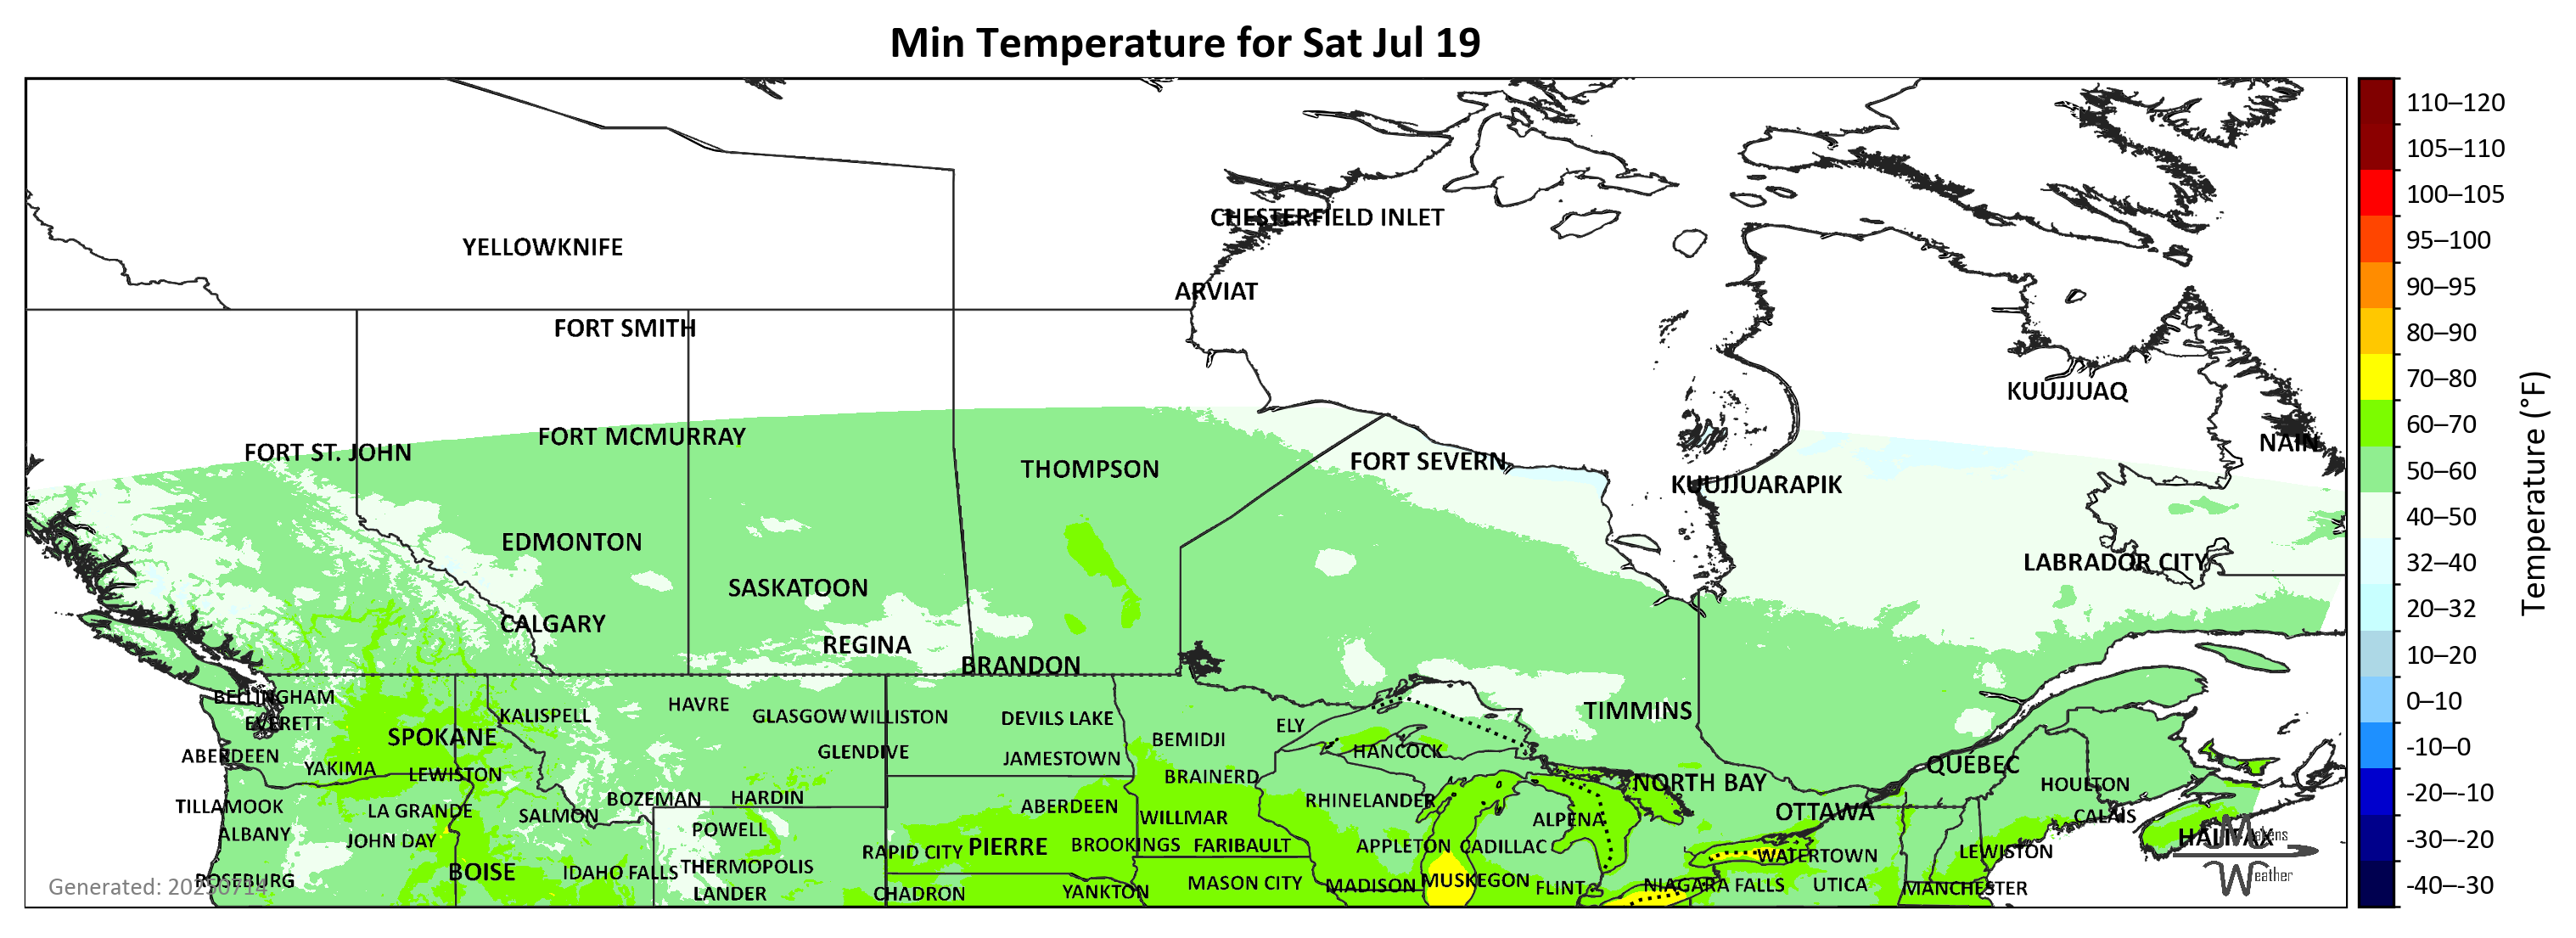 Min Temperature for Sat Jul 19
110–120
105–110
CHESTERFIELD INLET
100–105
YELLOWKNIFE
95–100
ARVIAT
90–95
FORT SMITH
80–90
KUUJJUAQ
70–80
FORT MCMURRAY
60–70
FORT ST. JOHN
NAIN
FORT SEVERN
THOMPSON
50–60
KUUJJUARAPIK
40–50
EDMONTON
LABRADOR CITY
32–40
Temperature (°F)
SASKATOON
20–32
CALGARY
REGINA
10–20
BRANDON
BELLINGHAM
HAVRE
0–10
KALISPELL
GLASGOW
WILLISTON
DEVILS LAKE
TIMMINS
EVERETT
ELY
SPOKANE
BEMIDJI
-10–0
ABERDEEN
GLENDIVE
JAMESTOWN
HANCOCK
QUÉBEC
YAKIMA
LEWISTON
BRAINERD
NORTH BAY
HOULTON
-20–-10
BOZEMAN
HARDIN
RHINELANDER
TILLAMOOK
LA GRANDE
SALMON
ABERDEEN
WILLMAR
ALPENA
OTTAWA
CALAIS
ALBANY
JOHN DAY
POWELL
HALIFAX
Makens
Weather
-30–-20
RAPID CITY
PIERRE
BROOKINGS
FARIBAULT
APPLETON
CADILLAC
WATERTOWN
LEWISTON
BOISE
IDAHO FALLS
THERMOPOLIS
ROSEBURG
MASON CITY
MADISON
MUSKEGON
FLINT
NIAGARA FALLS
UTICA
MANCHESTER
-40–-30
Generated: 20250714
LANDER
CHADRON
YANKTON